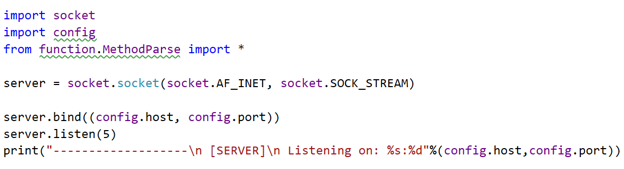 import socket
import config
from function.MethodParse import *
server = socket.socket(socket.AF_INET, socket.SOCK_STREAM)
server.bind((config.host, config.port))
server.listen(5)
print("-------------------\n [SERVER]\n Listening on: %s:%d"%(config.host,config.port))